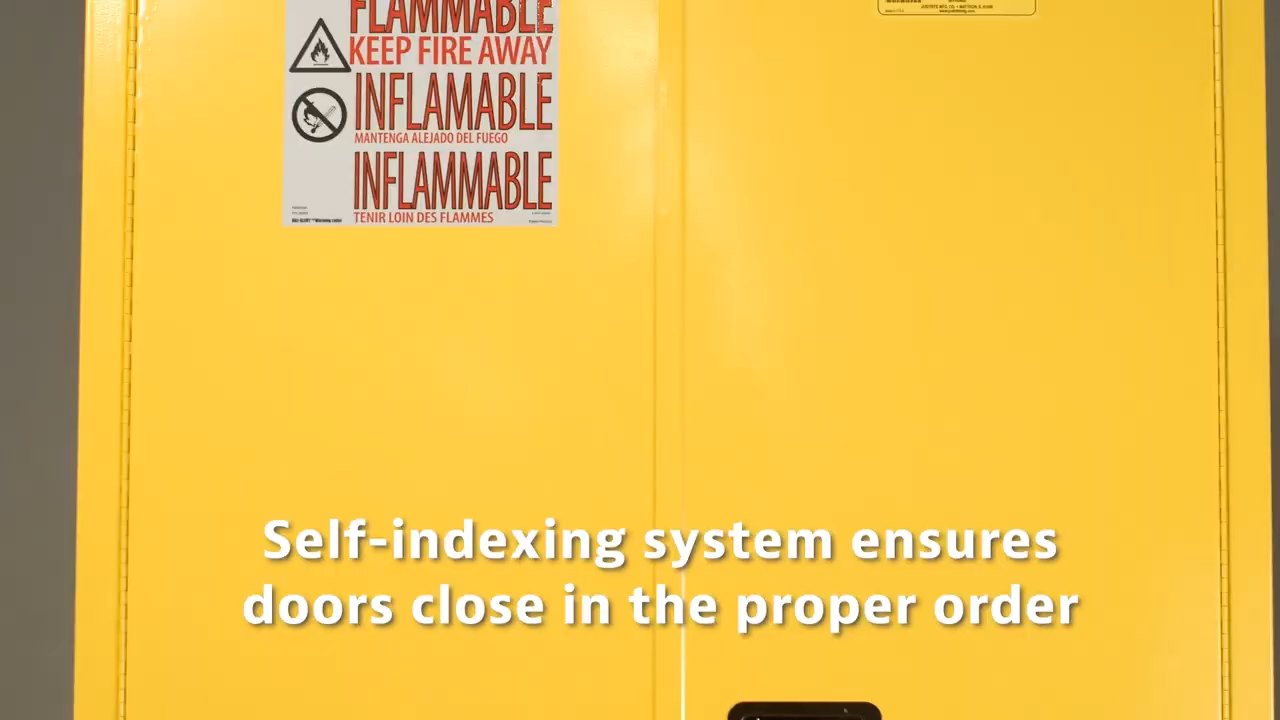 FLAMMABLE
KEEP FIRE AWAY
INFLAMABLE
MANTENGA ALEJADO DEL FUEGO
INFLAMMABLE
TENIR LOIN DES FLAMMES
Self-indexing system ensures
doors close in the proper order